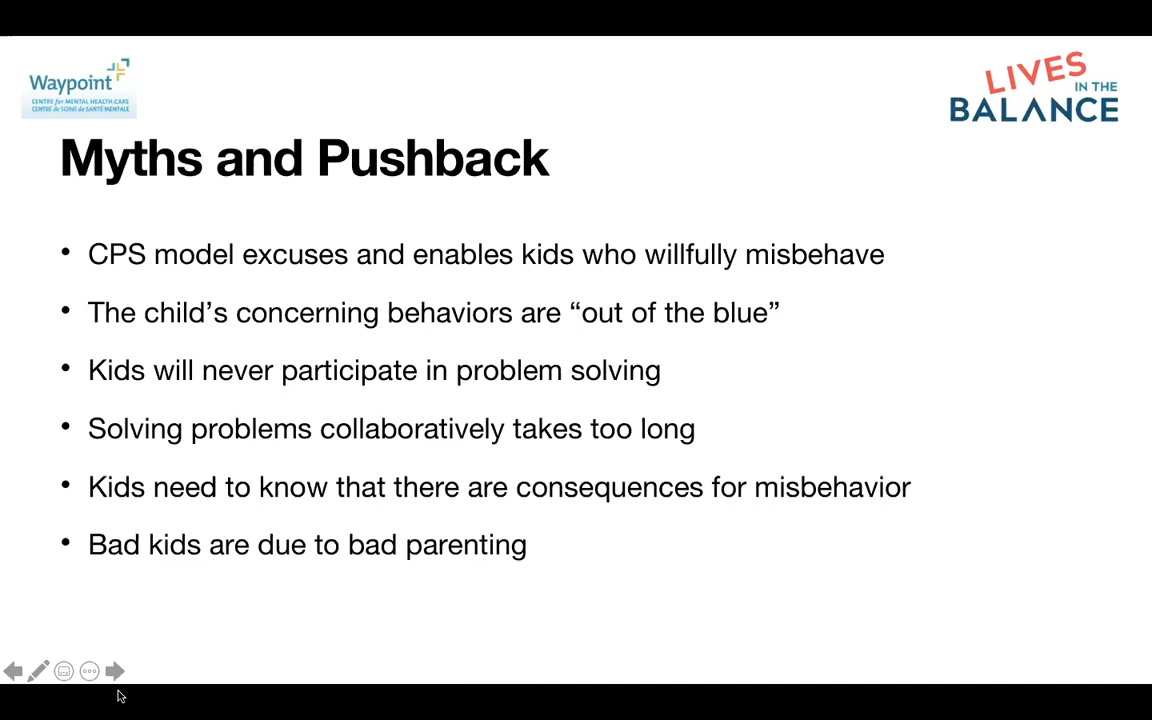 Waypoint
CENTRE for MENTAL HEALTH CARE
CENTRE de SOINS de SANTÉ MENTALE
LIVES
IN THE
BALANCE
Myths and Pushback
• CPS model excuses and enables kids who willfully misbehave
• The child’s concerning behaviors are “out of the blue”
• Kids will never participate in problem solving
• Solving problems collaboratively takes too long
• Kids need to know that there are consequences for misbehavior
• Bad kids are due to bad parenting